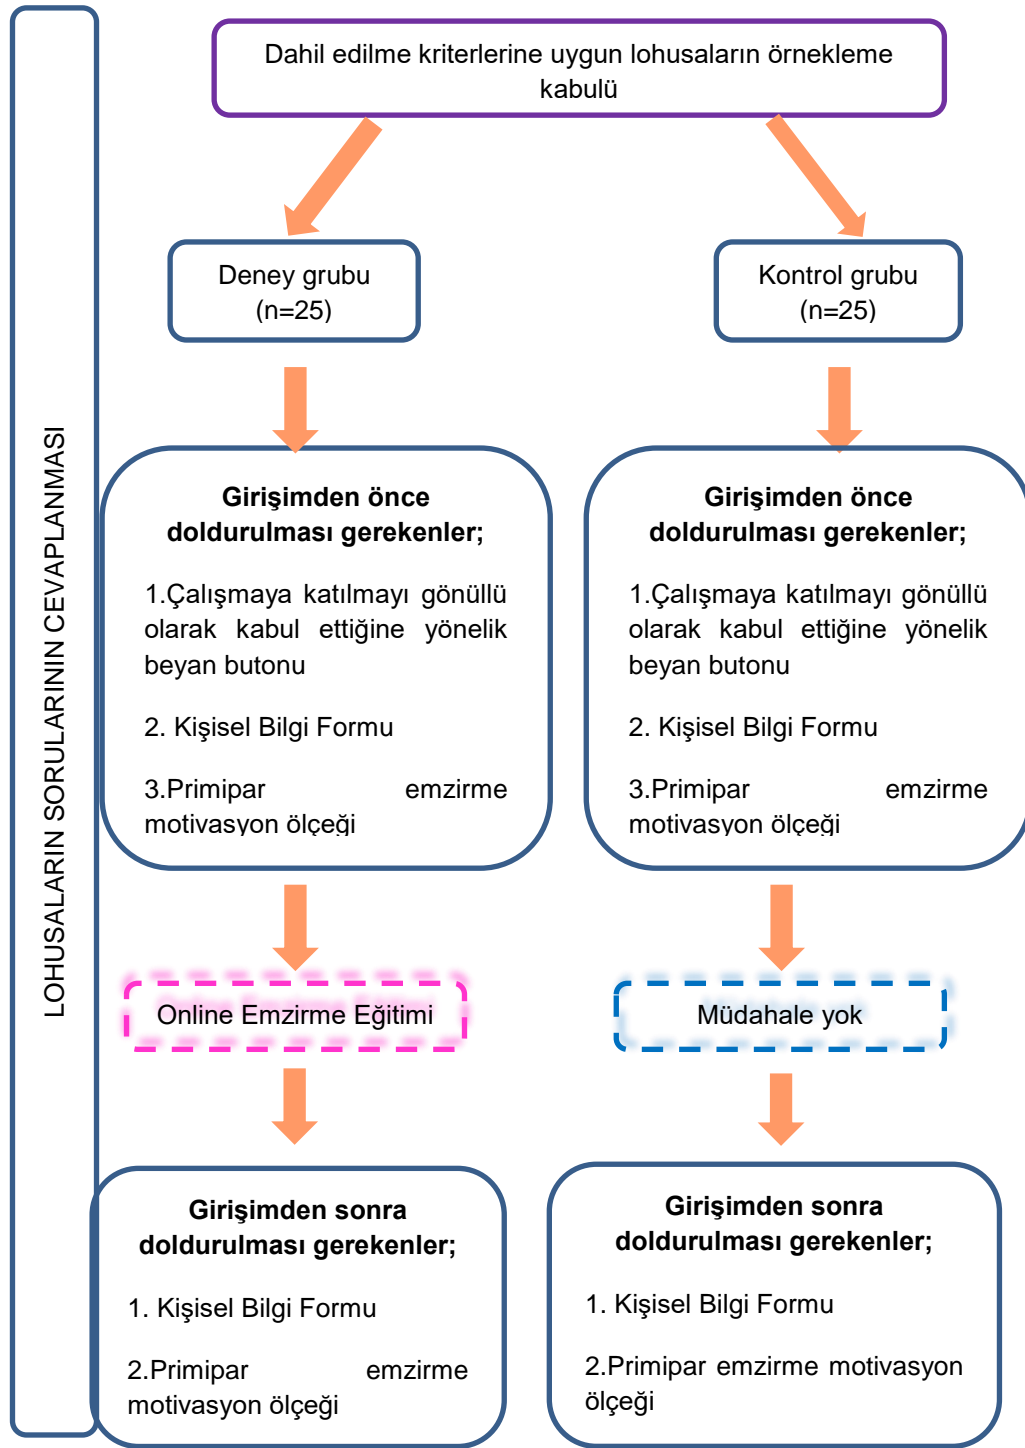 Dahil edilme kriterlerine uygun lohusaların örnekleme
kabulü
Deney grubu
(n=25)
Kontrol grubu
(n=25)
LOHUSALARIN SORULARININ CEVAPLANMASI
Girişimden önce
doldurulması gerekenler;
1.Çalışmaya katılmayı gönüllü
olarak kabul ettiğine yönelik
beyan butonu
2. Kişisel Bilgi Formu
3.Primipar emzirme
motivasyon ölçeği
Girişimden önce
doldurulması gerekenler;
1.Çalışmaya katılmayı gönüllü
olarak kabul ettiğine yönelik
beyan butonu
2. Kişisel Bilgi Formu
3.Primipar emzirme
motivasyon ölçeği
Online Emzirme Eğitimi
Müdahale yok
Girişimden sonra
doldurulması gerekenler;
1. Kişisel Bilgi Formu
2.Primipar emzirme
motivasyon ölçeği
Girişimden sonra
doldurulması gerekenler;
1. Kişisel Bilgi Formu
2.Primipar emzirme motivasyon
ölçeği